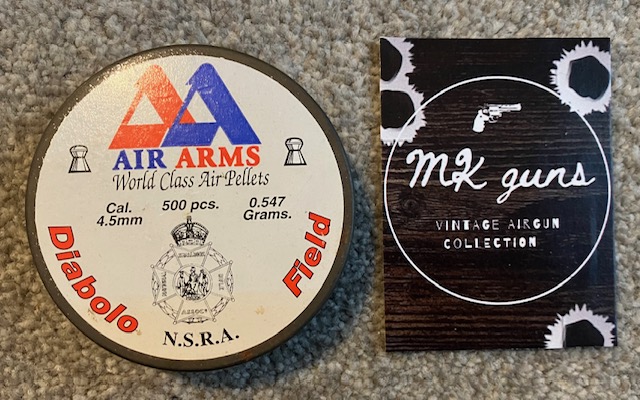 AIR ARMS
World Class Air Pellets
Cal.
4.5mm
500 pcs.
0.547
Grams.
Diabolo
Field
N.S.R.A.
MK guns
VINTAGE AIRGUN
COLLECTION